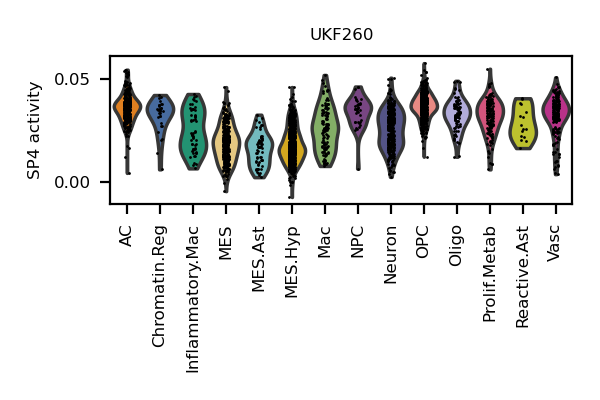 UKF260
SP4 activity
0.05
0.00
AC
Chromatin.Reg
Inflammatory.Mac
MES
MES.Ast
MES.Hyp
Mac
NPC
Neuron
OPC
Oligo
Prolif.Metab
Reactive.Ast
Vasc